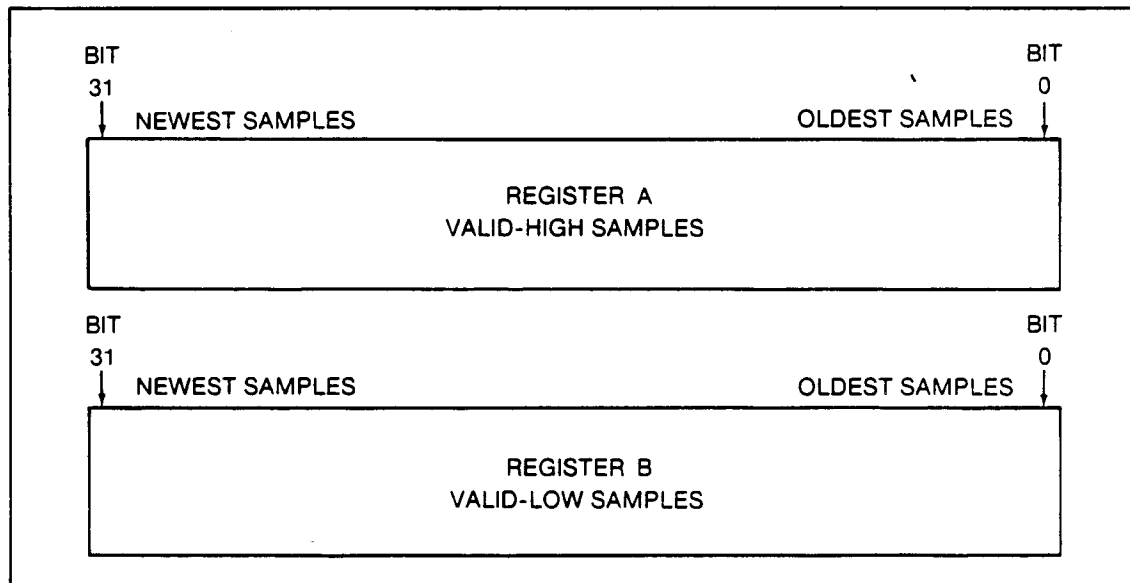 BIT BIT
31 0
NEWEST SAMPLES OLDEST SAMPLES
REGISTER A
VALID-HIGH SAMPLES
BIT BIT
31 0
NEWEST SAMPLES OLDEST SAMPLES
REGISTER B
VALID-LOW SAMPLES